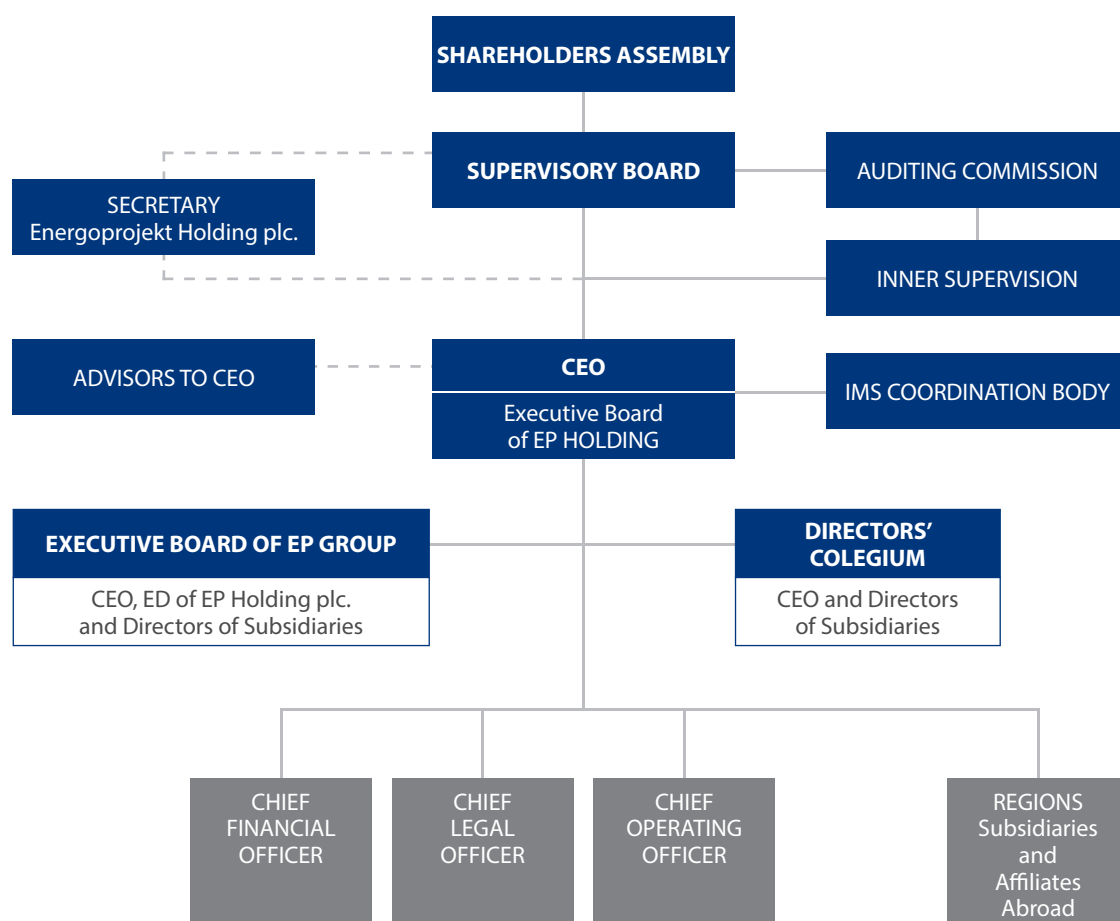 SHAREHOLDERS ASSEMBLY
SUPERVISORY BOARD
AUDITING COMMISSION
SECRETARY
Energoprojekt Holding plc.
INNER SUPERVISION
ADVISORS TO CEO
CEO
Executive Board
of EP HOLDING
IMS COORDINATION BODY
EXECUTIVE BOARD OF EP GROUP
CEO, ED of EP Holding plc.
and Directors of Subsidiaries
DIRECTORS’
COLEGIUM
CEO and Directors
of Subsidiaries
CHIEF
FINANCIAL
OFFICER
CHIEF
LEGAL
OFFICER
CHIEF
OPERATING
OFFICER
REGIONS
Subsidiaries
and
Affiliates
Abroad